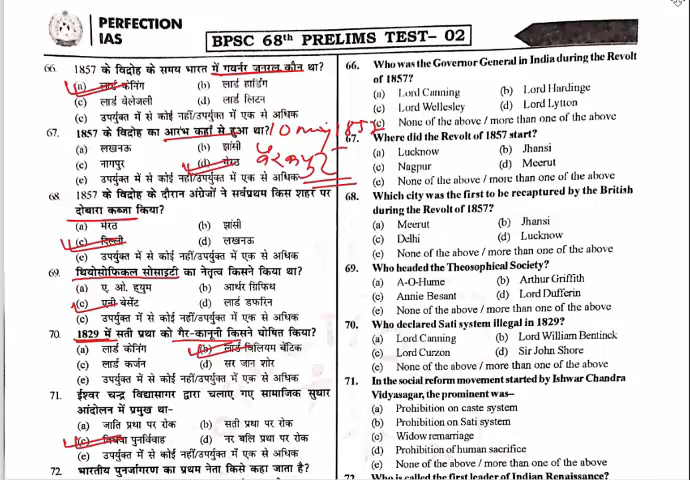 PERFECTION
IAS
BPSC 68th PRELIMS TEST- 02
66. 1857 के विद्रोह के समय भारत में गवर्नर जनरल कौन था?
(a) लार्ड केनिंग (b) लार्ड हार्डिंग
(c) लार्ड वेलेजली (d) लार्ड लिटन
(e) उपर्युक्त में से कोई नहीं/उपर्युक्त में एक से अधिक
67. 1857 के विद्रोह का आरंभ कहाँ से हुआ था? 10 may 1857
(a) लखनऊ (b) झांसी
(c) नागपुर (d) मेरठ
(e) उपर्युक्त में से कोई नहीं/उपर्युक्त में एक से अधिक
68. 1857 के विद्रोह के दौरान अंग्रेजों ने सर्वप्रथम किस शहर पर
दोबारा कब्जा किया?
(a) मेरठ (b) झांसी
(c) दिल्ली (d) लखनऊ
(e) उपर्युक्त में से कोई नहीं/उपर्युक्त में एक से अधिक
69. थियोसोफिकल सोसाइटी का नेतृत्व किसने किया था?
(a) ए. ओ. ह्यूम (b) आर्थर ग्रिफिथ
(c) एनी बेसेंट (d) लार्ड डफरिन
(e) उपर्युक्त में से कोई नहीं/उपर्युक्त में एक से अधिक
70. 1829 में सती प्रथा को गैर-कानूनी किसने घोषित किया?
(a) लार्ड केनिंग (b) लार्ड विलियम बेंटिक
(c) लार्ड कर्जन (d) सर जान शोर
(e) उपर्युक्त में से कोई नहीं/उपर्युक्त में एक से अधिक
71. ईश्वर चन्द्र विद्यासागर द्वारा चलाए गए सामाजिक सुधार
आंदोलन में प्रमुख था-
(a) जाति प्रथा पर रोक (b) सती प्रथा पर रोक
(c) विधवा पुनर्विवाह (d) नर बलि प्रथा पर रोक
(e) उपर्युक्त में से कोई नहीं/उपर्युक्त में एक से अधिक
72. भारतीय पुनर्जागरण का प्रथम नेता किसे कहा जाता है?
66. Who was the Governor General in India during the Revolt
of 1857?
(a) Lord Canning (b) Lord Hardinge
(c) Lord Wellesley (d) Lord Lytton
(e) None of the above / more than one of the above
67. Where did the Revolt of 1857 start?
(a) Lucknow (b) Jhansi
(c) Nagpur (d) Meerut
(e) None of the above / more than one of the above
68. Which city was the first to be recaptured by the British
during the Revolt of 1857?
(a) Meerut (b) Jhansi
(c) Delhi (d) Lucknow
(e) None of the above / more than one of the above
69. Who headed the Theosophical Society?
(a) A-O-Hume (b) Arthur Griffith
(c) Annie Besant (d) Lord Dufferin
(e) None of the above / more than one of the above
70. Who declared Sati system illegal in 1829?
(a) Lord Canning (b) Lord William Bentinck
(c) Lord Curzon (d) Sir John Shore
(e) None of the above / more than one of the above
71. In the social reform movement started by Ishwar Chandra
Vidyasagar, the prominent was—
(a) Prohibition on caste system
(b) Prohibition on Sati system
(c) Widow remarriage
(d) Prohibition of human sacrifice
(e) None of the above / more than one of the above
72. Who is called the first leader of Indian Renaissance?